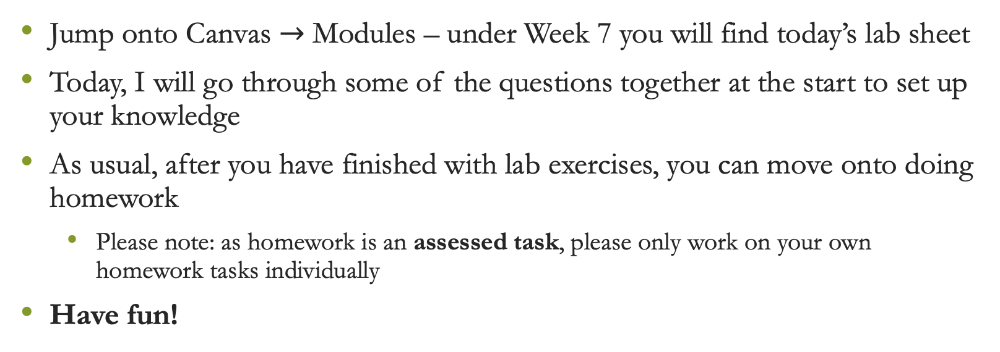 • Jump onto Canvas → Modules – under Week 7 you will find today’s lab sheet
• Today, I will go through some of the questions together at the start to set up
your knowledge
• As usual, after you have finished with lab exercises, you can move onto doing
homework
• Please note: as homework is an assessed task, please only work on your own
homework tasks individually
• Have fun!